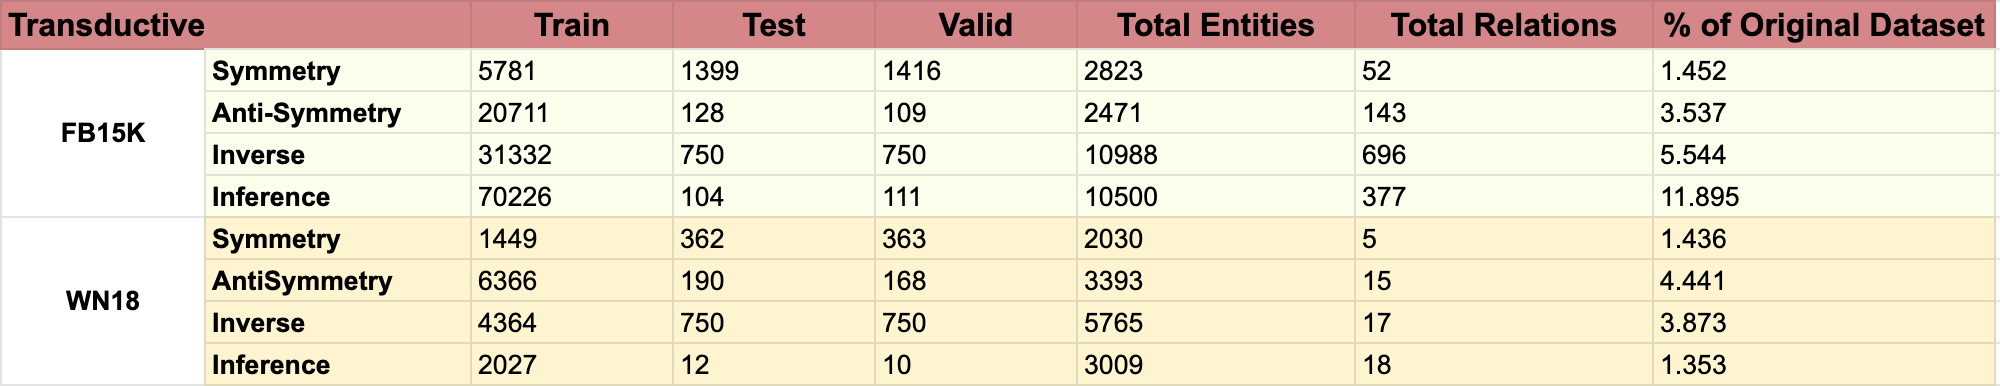 Transductive Train Test Valid Total Entities Total Relations % of Original Dataset
FB15K
Symmetry 5781 1399 1416 2823 52 1.452
Anti-Symmetry 20711 128 109 2471 143 3.537
Inverse 31332 750 750 10988 696 5.544
Inference 70226 104 111 10500 377 11.895
WN18
Symmetry 1449 362 363 2030 5 1.436
AntiSymmetry 6366 190 168 3393 15 4.441
Inverse 4364 750 750 5765 17 3.873
Inference 2027 12 10 3009 18 1.353